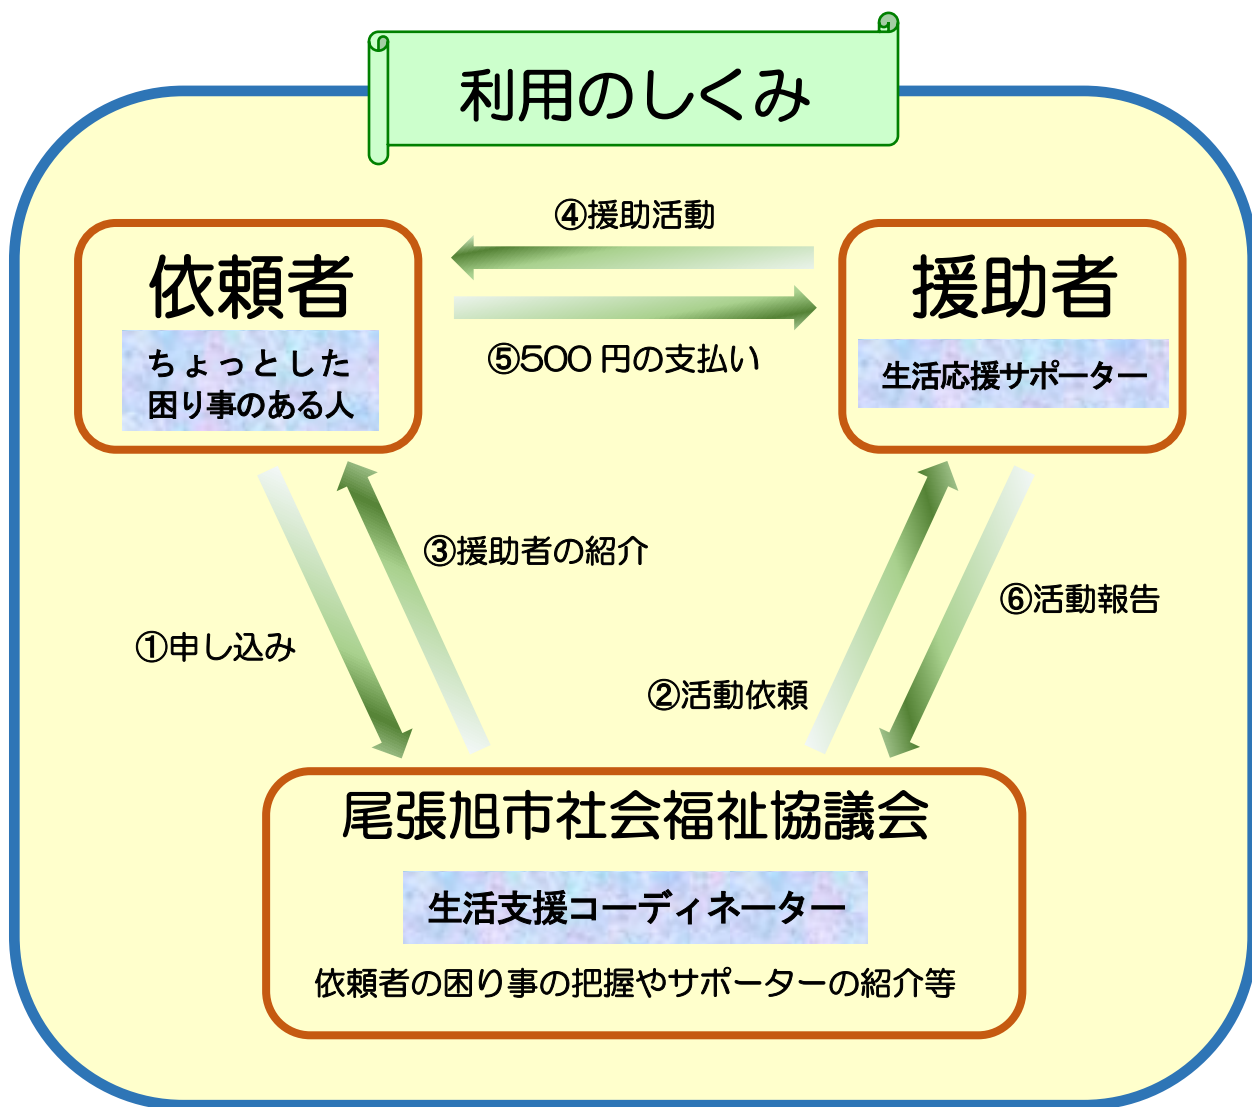 利用のしくみ
④援助活動
依頼者
ちょっとした
困り事のある人
援助者
生活応援サポーター
⑤500円の支払い
③援助者の紹介
①申し込み
⑥活動報告
②活動依頼
尾張旭市社会福祉協議会
生活支援コーディネーター
依頼者の困り事の把握やサポーターの紹介等